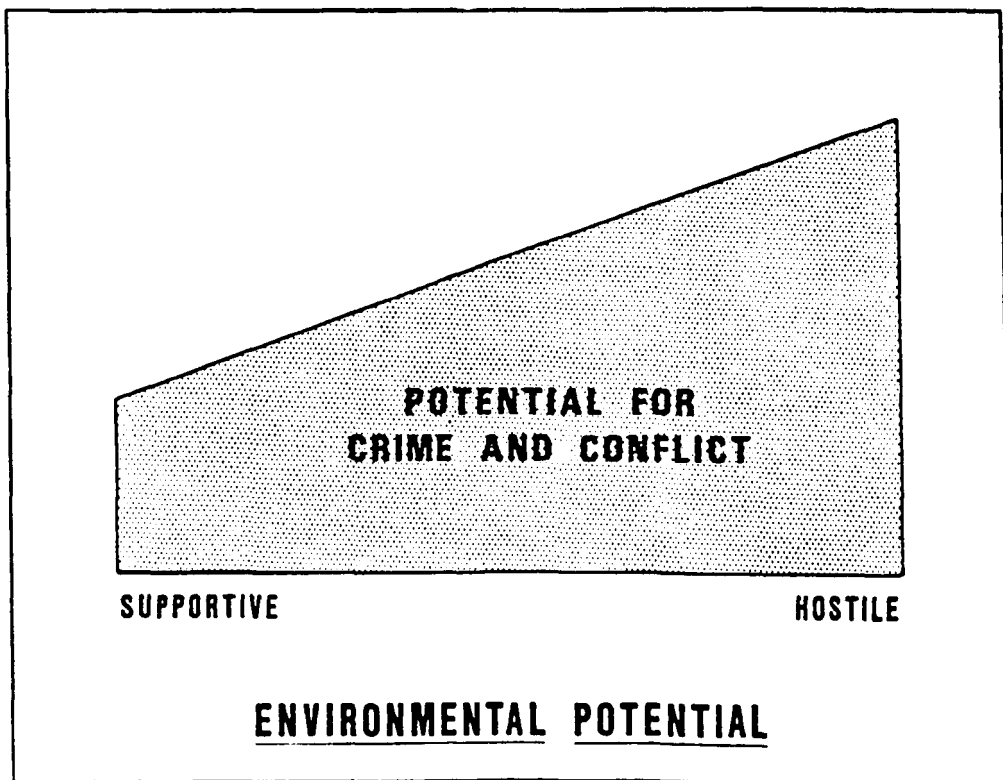 POTENTIAL FOR
CRIME AND CONFLICT
SUPPORTIVE HOSTILE
ENVIRONMENTAL POTENTIAL